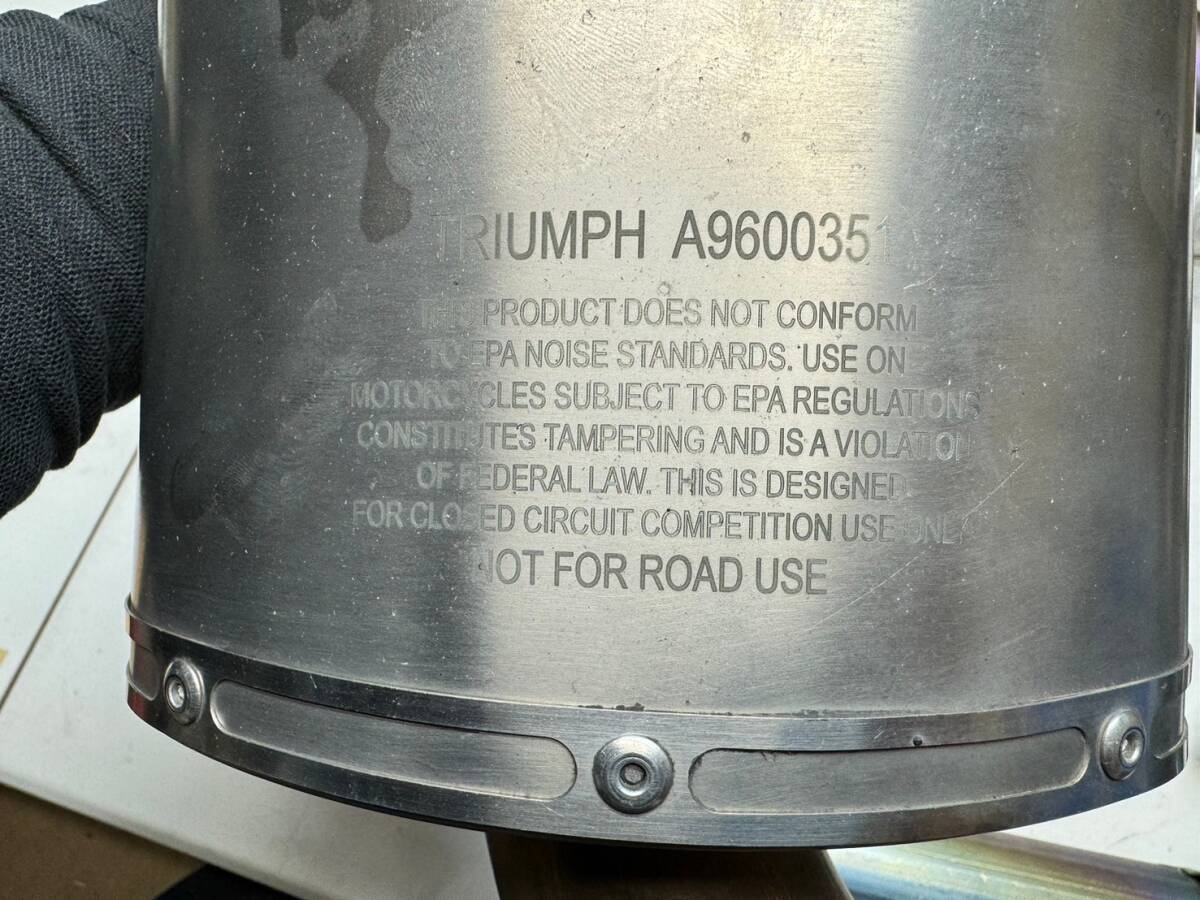 TRIUMPH A9600351
THIS PRODUCT DOES NOT CONFORM
TO EPA NOISE STANDARDS. USE ON
MOTORCYCLES SUBJECT TO EPA REGULATIONS
CONSTITUTES TAMPERING AND IS A VIOLATION
OF FEDERAL LAW. THIS IS DESIGNED
FOR CLOSED CIRCUIT COMPETITION USE ONLY
NOT FOR ROAD USE